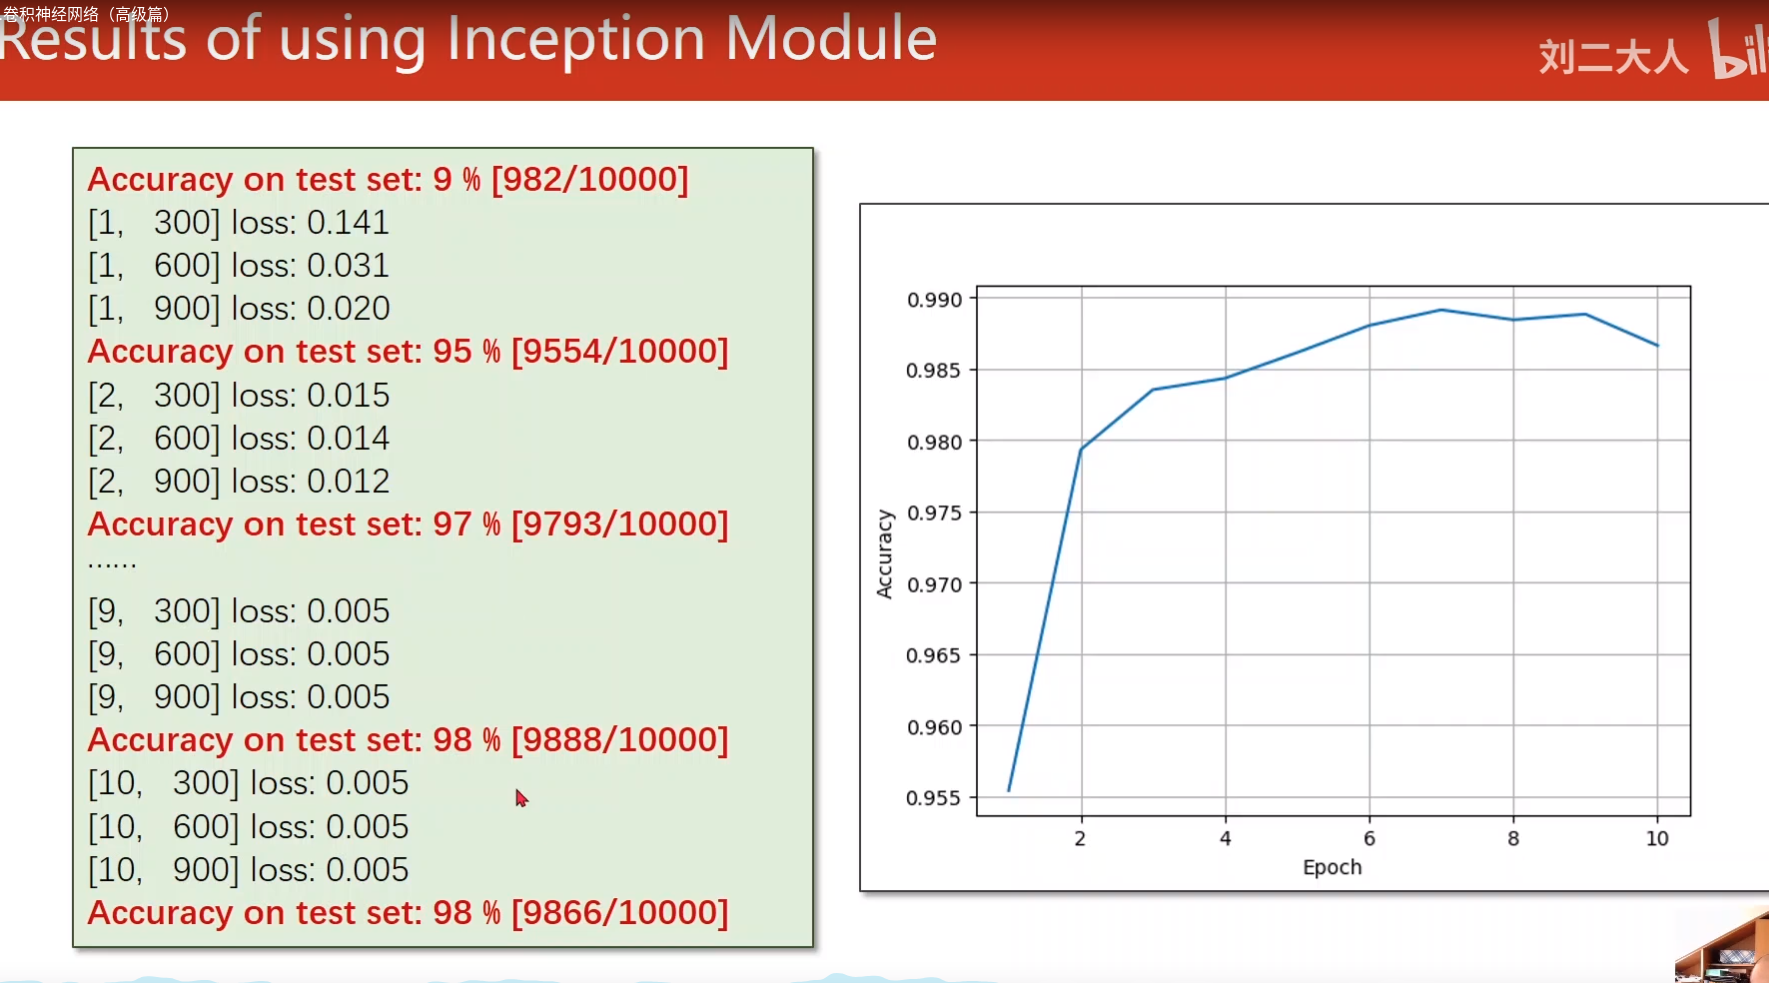 卷积神经网络（高级篇）
Results of using Inception Module
刘二大人
Accuracy on test set: 9 % [982/10000]
[1, 300] loss: 0.141
[1, 600] loss: 0.031
[1, 900] loss: 0.020
Accuracy on test set: 95 % [9554/10000]
[2, 300] loss: 0.015
[2, 600] loss: 0.014
[2, 900] loss: 0.012
Accuracy on test set: 97 % [9793/10000]
......
[9, 300] loss: 0.005
[9, 600] loss: 0.005
[9, 900] loss: 0.005
Accuracy on test set: 98 % [9888/10000]
[10, 300] loss: 0.005
[10, 600] loss: 0.005
[10, 900] loss: 0.005
Accuracy on test set: 98 % [9866/10000]
0.990
0.985
0.980
0.975
0.970
0.965
0.960
0.955
Accuracy
2 4 6 8 10
Epoch